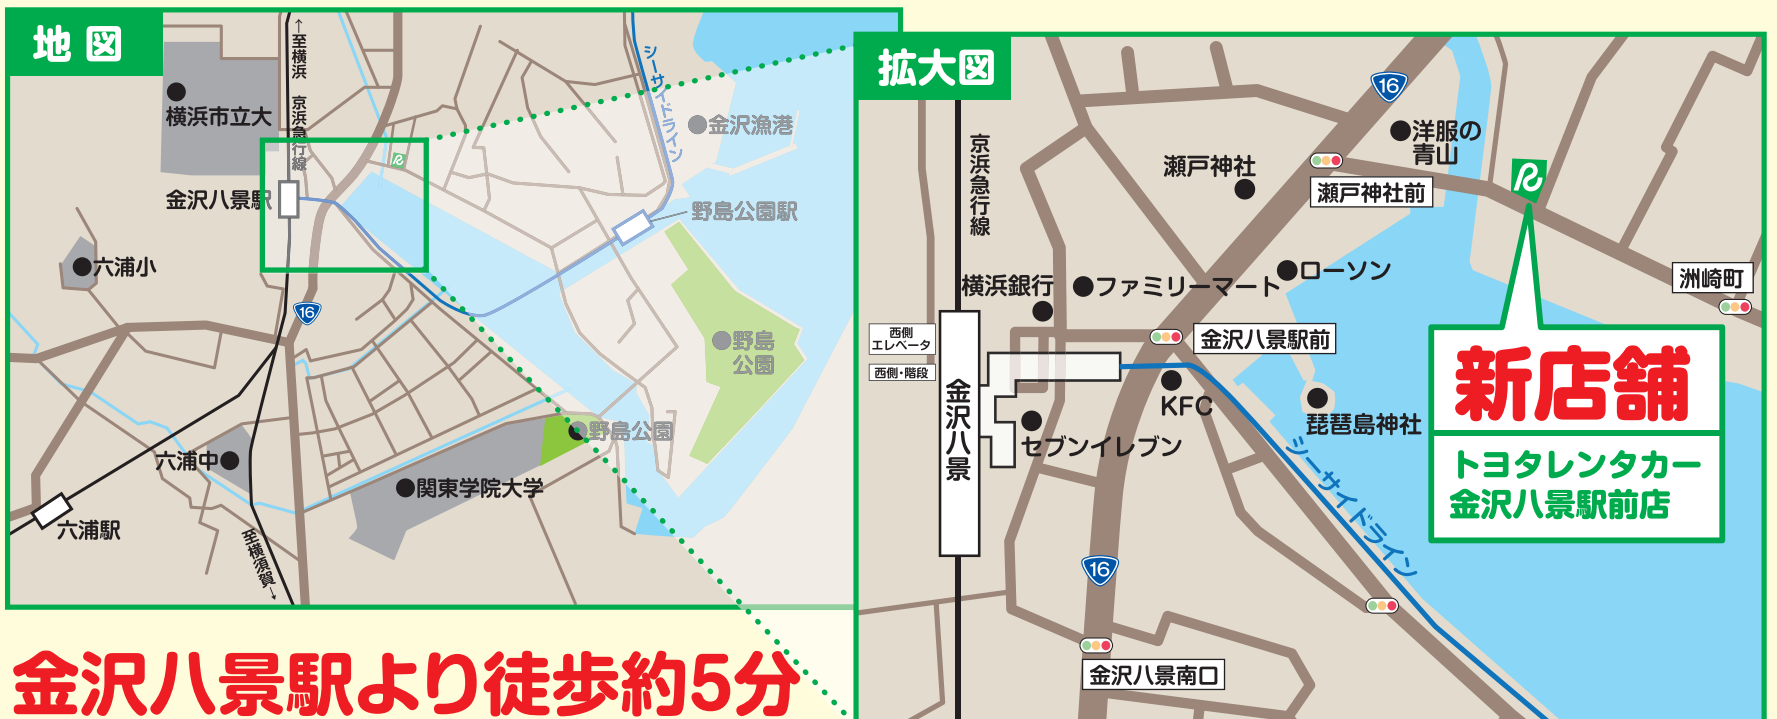 地図
←至横浜 京浜急行線
横浜市立大
シーサイドライン
金沢漁港
金沢八景駅
野島公園駅
六浦小
16
野島
公園
野島公園
六浦中
関東学院大学
六浦駅
至横須賀→
金沢八景駅より徒歩約5分
拡大図
16
京浜急行線
洋服の
青山
瀬戸神社
瀬戸神社前
横浜銀行
ファミリーマート
ローソン
洲崎町
西側
エレベータ
西側・階段
金沢八景駅前
金沢八景
KFC
セブンイレブン
琵琶島神社
シーサイドライン
新店舗
トヨタレンタカー
金沢八景駅前店
16
金沢八景南口